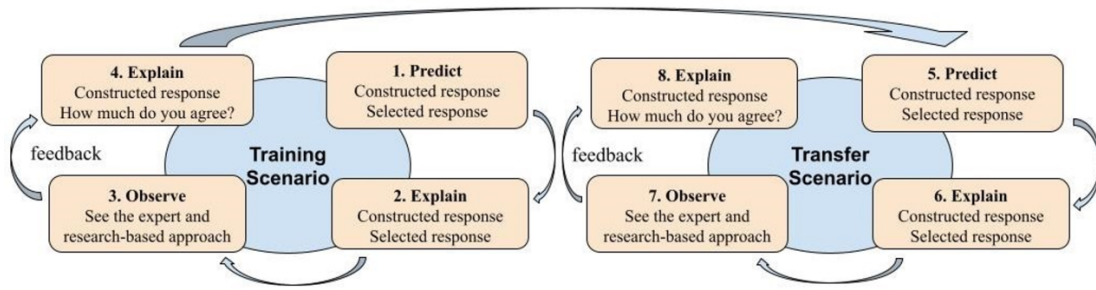 4. Explain
Constructed response
How much do you agree?
1. Predict
Constructed response
Selected response
feedback
Training
Scenario
3. Observe
See the expert and
research-based approach
2. Explain
Constructed response
Selected response
8. Explain
Constructed response
How much do you agree?
5. Predict
Constructed response
Selected response
feedback
Transfer
Scenario
7. Observe
See the expert and
research-based approach
6. Explain
Constructed response
Selected response